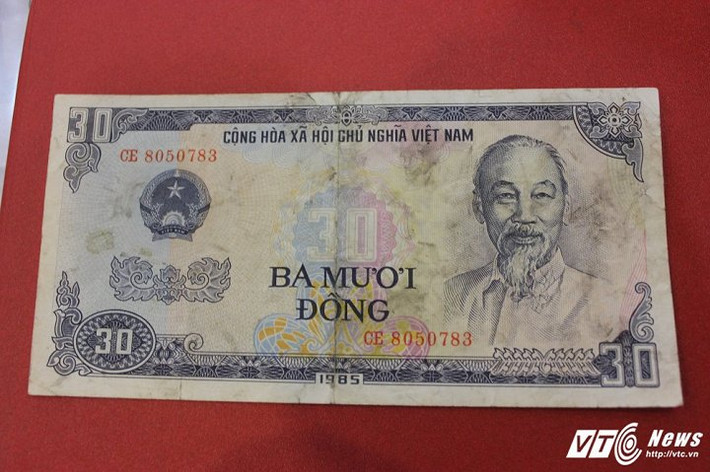 30
30
CỘNG HÒA XÃ HỘI CHỦ NGHĨA VIỆT NAM
CE 8050783
30
BA MƯƠI
ĐỒNG
CE 8050783
30
30
1985
VTC News
http://vtc.vn